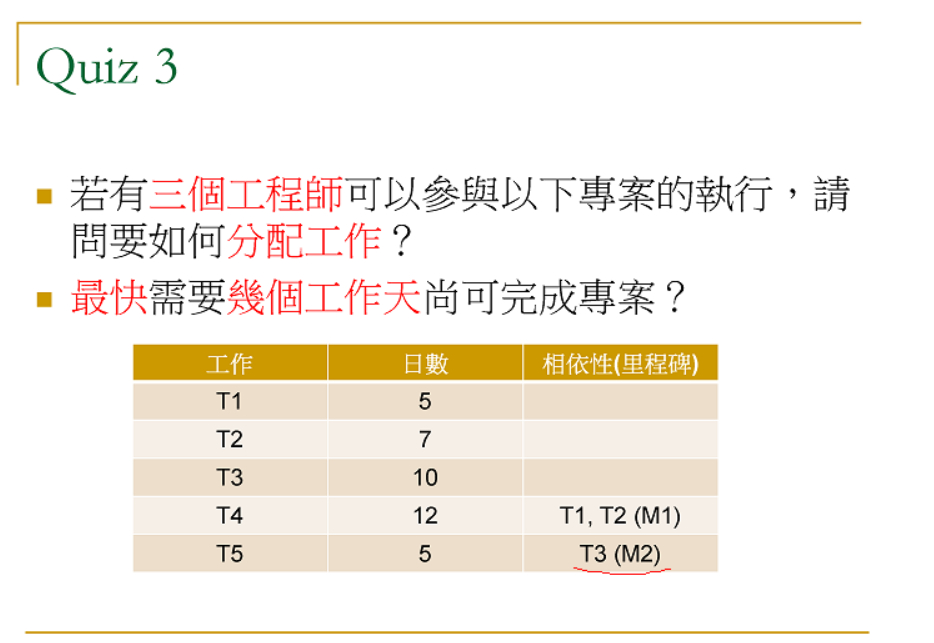 Quiz 3
若有三個工程師可以參與以下專案的執行，請
問要如何分配工作？
最快需要幾個工作天尚可完成專案？
工作 日數 相依性(里程碑)
T1 5
T2 7
T3 10
T4 12 T1, T2 (M1)
T5 5 T3 (M2)